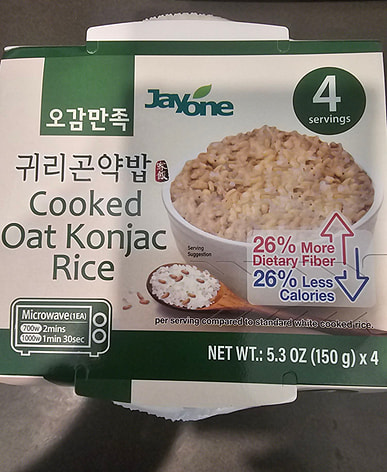 오감만족
Jayone
4
servings
귀리곤약밥
Cooked
Oat Konjac
Rice
Serving
Suggestion
26% More
Dietary Fiber
26% Less
Calories
Microwave(1EA)
700w 2mins
1000w 1min 30sec
per serving compared to standard white cooked rice.
NET WT.: 5.3 OZ (150 g) x 4